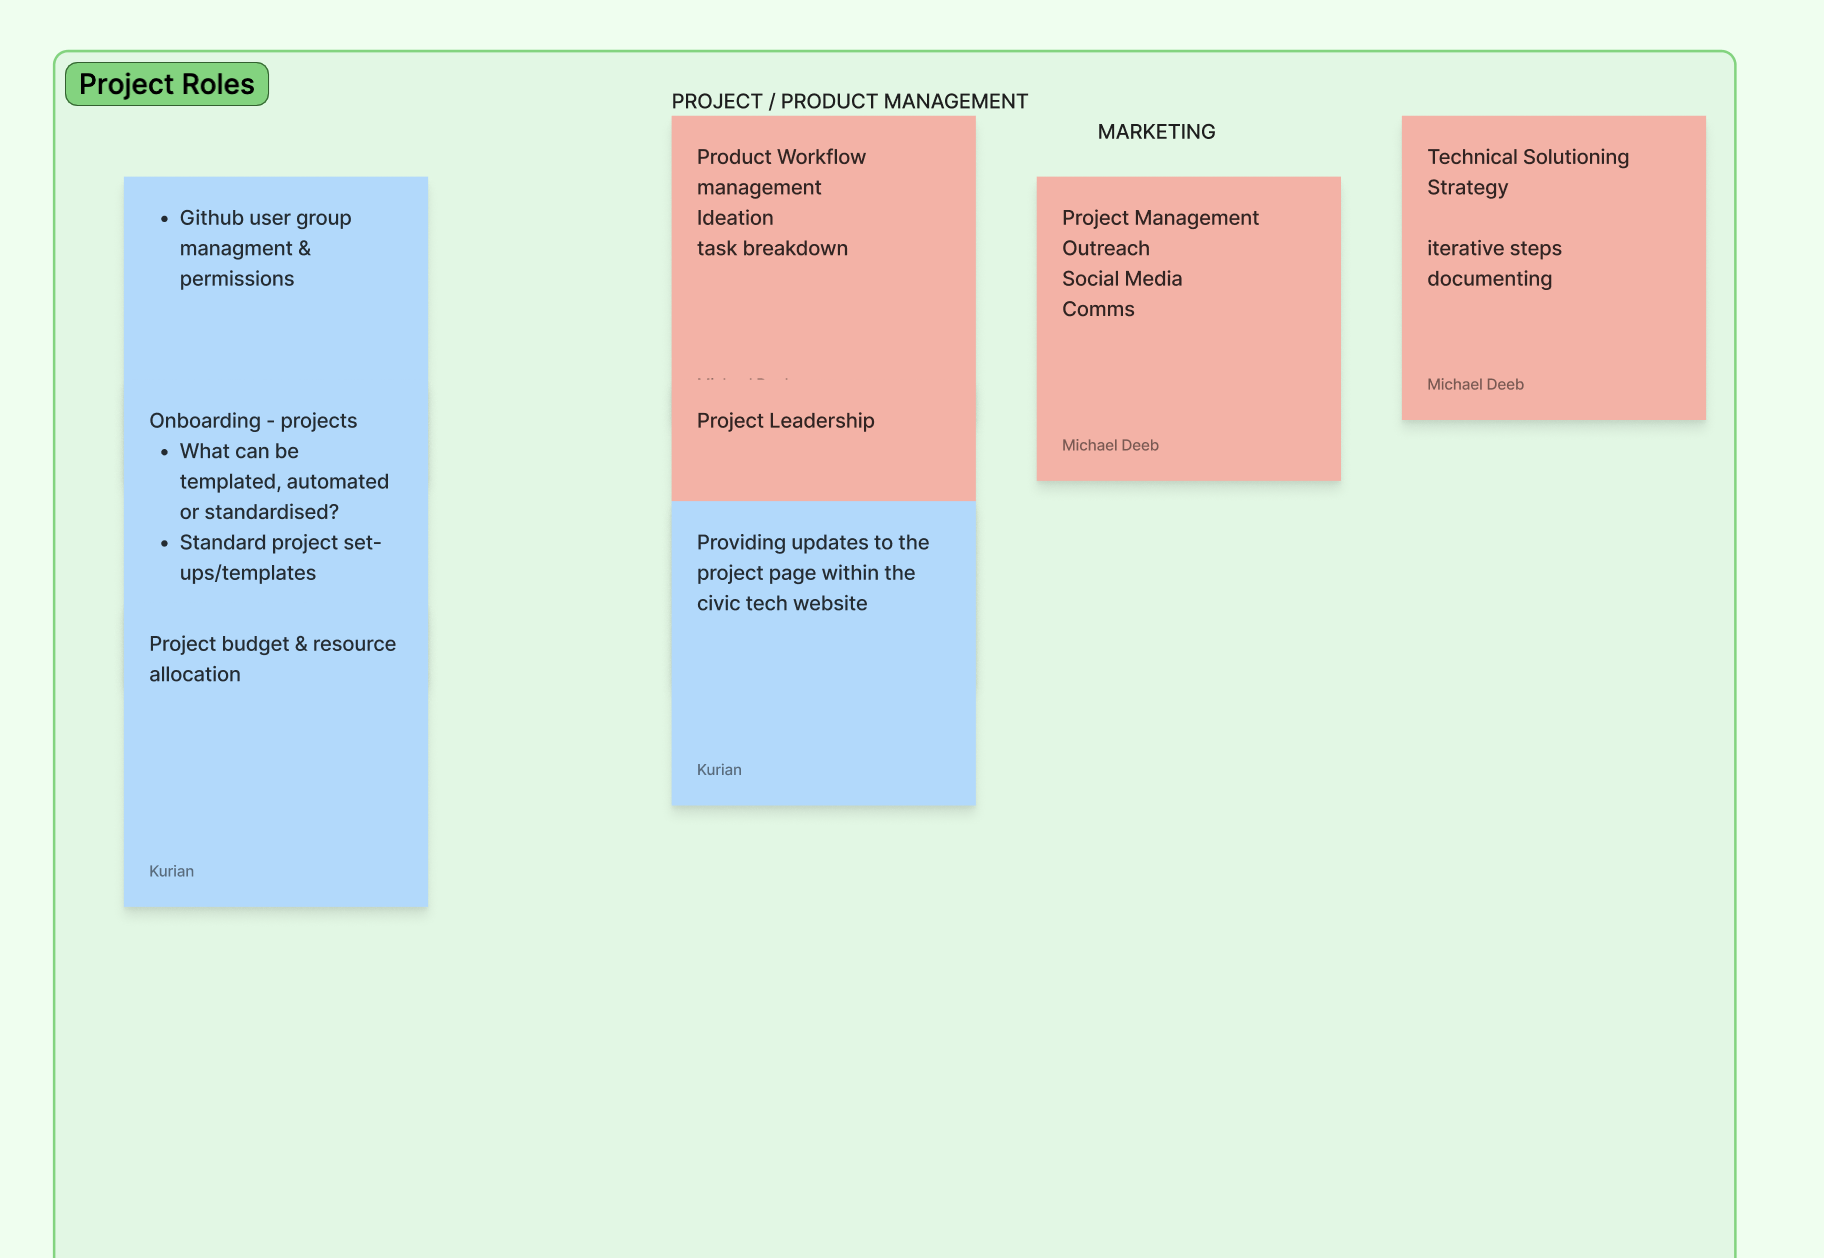 Project Roles
• Github user group
managment &
permissions
Onboarding - projects
• What can be
templated, automated
or standardised?
• Standard project set-
ups/templates
Project budget & resource
allocation
Kurian
PROJECT / PRODUCT MANAGEMENT
Product Workflow
management
Ideation
task breakdown
Project Leadership
Providing updates to the
project page within the
civic tech website
Kurian
MARKETING
Project Management
Outreach
Social Media
Comms
Michael Deeb
Technical Solutioning
Strategy
iterative steps
documenting
Michael Deeb